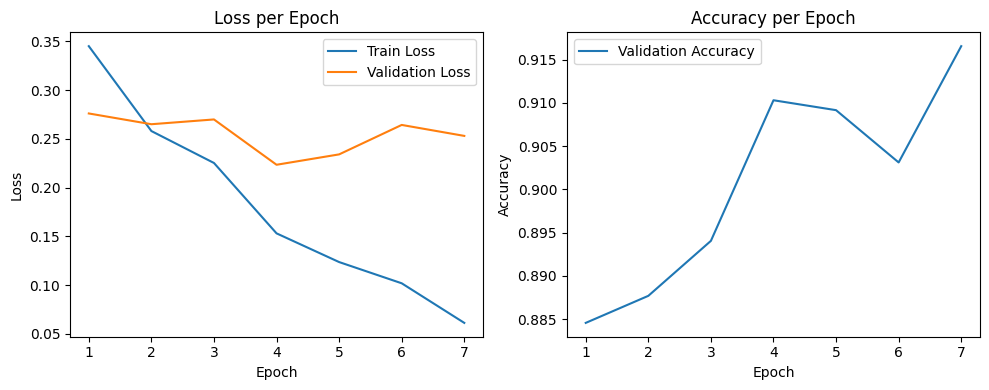 Loss per Epoch
0.35
0.30
0.25
0.20
0.15
0.10
0.05
Loss
Train Loss
Validation Loss
1 2 3 4 5 6 7
Epoch
Accuracy per Epoch
0.915
0.910
0.905
0.900
0.895
0.890
0.885
Accuracy
Validation Accuracy
1 2 3 4 5 6 7
Epoch